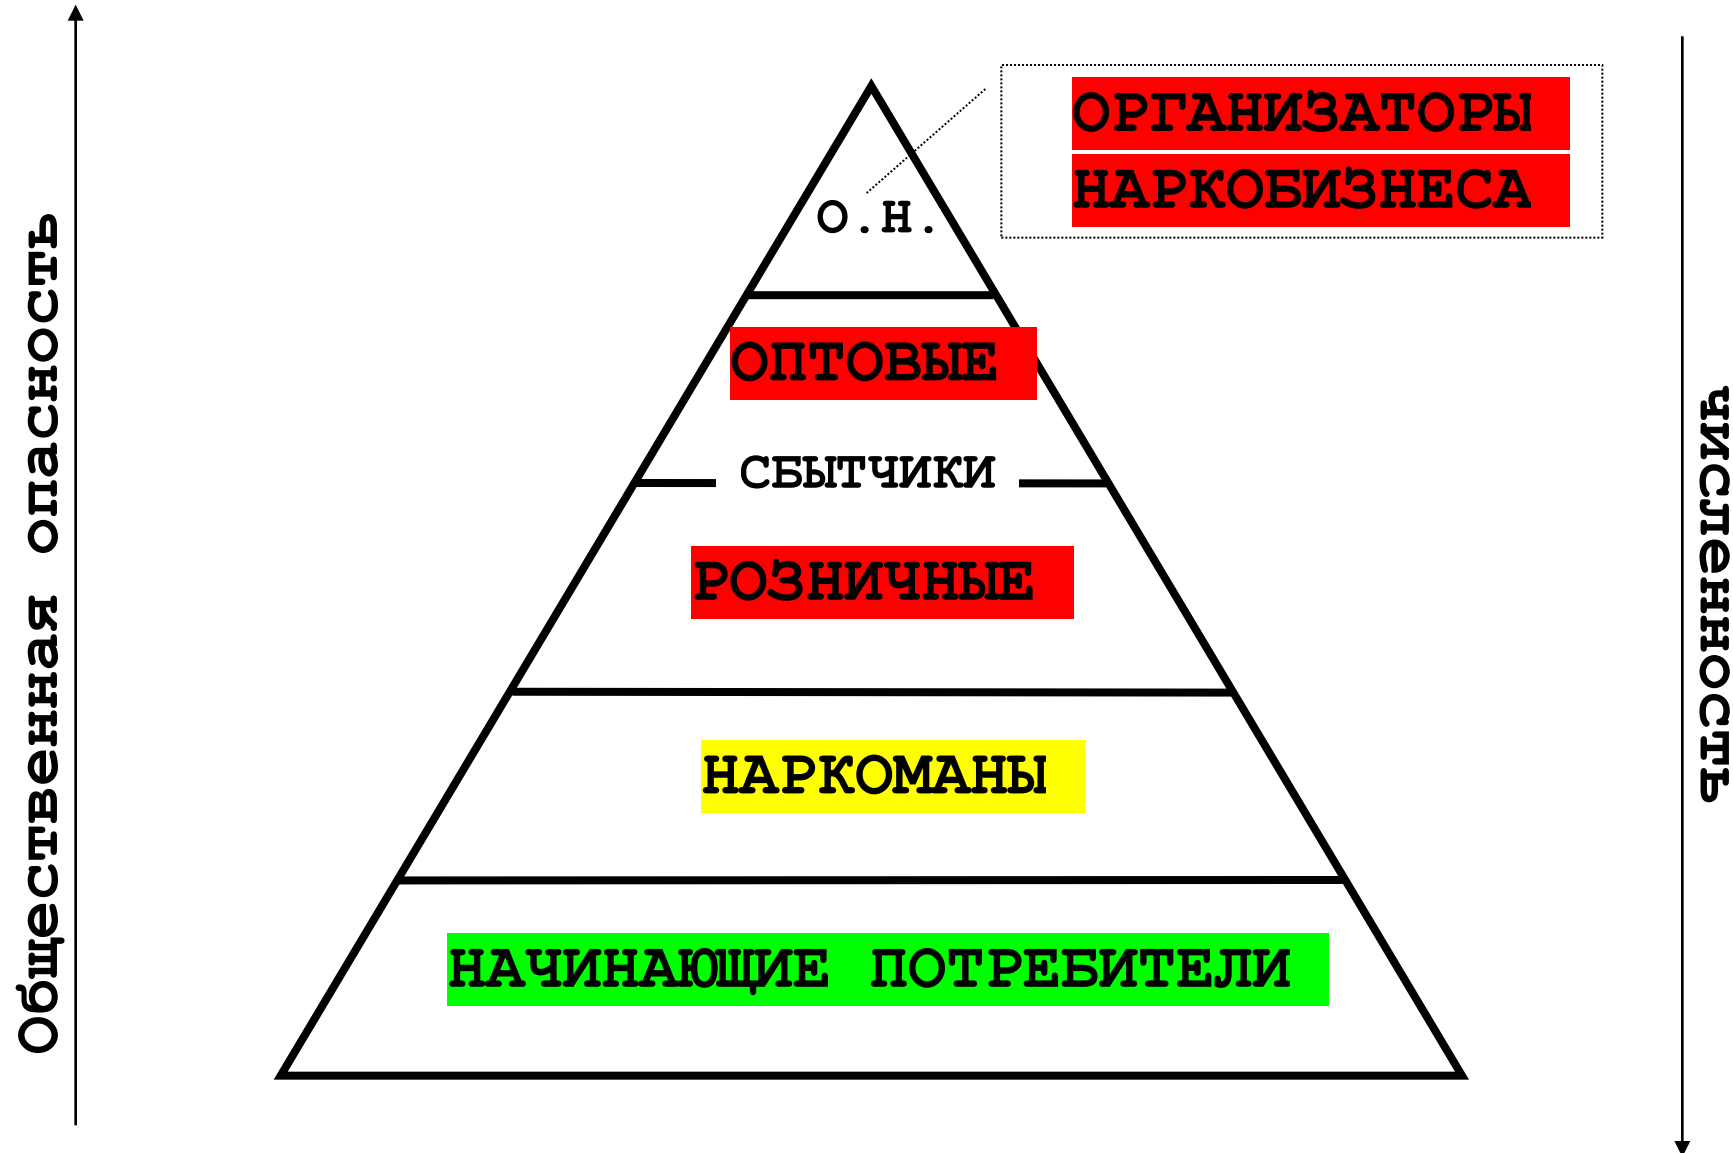 Общественная опасность
ОРГАНИЗАТОРЫ
НАРКОБИЗНЕСА
О.Н.
ОПТОВЫЕ
СБЫТЧИКИ
РОЗНИЧНЫЕ
НАРКОМАНЫ
НАЧИНАЮЩИЕ ПОТРЕБИТЕЛИ
численность